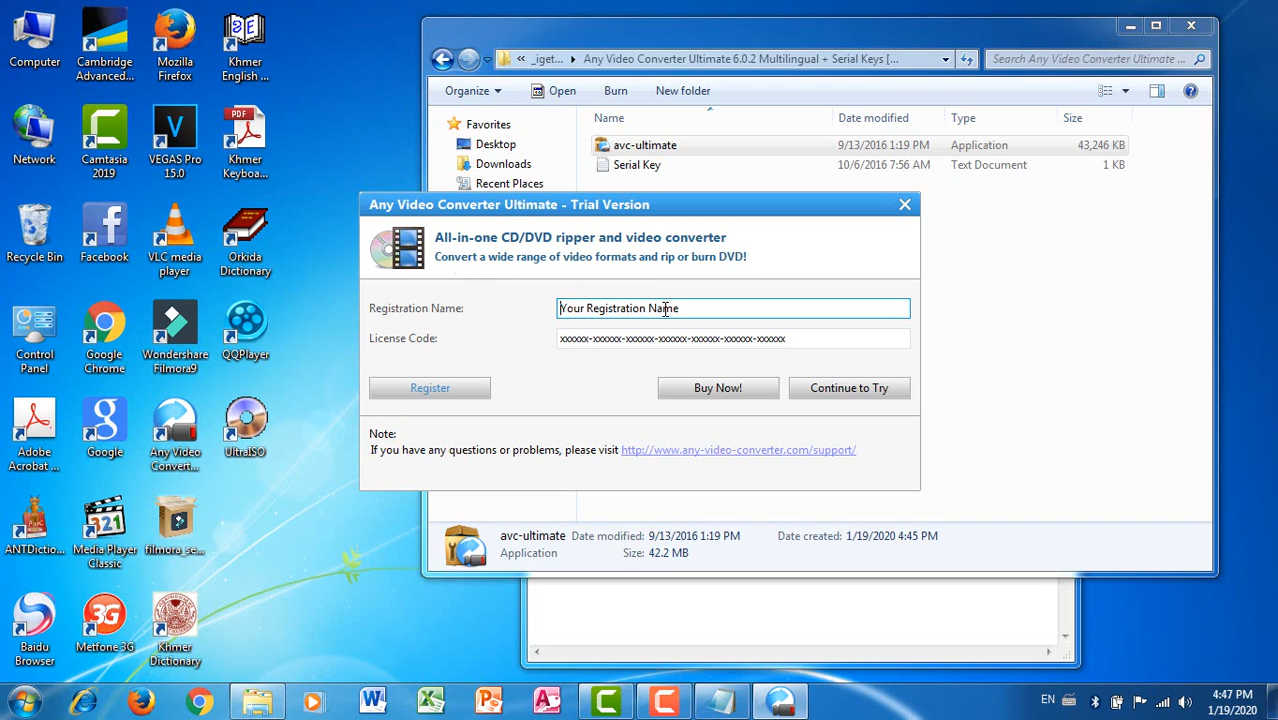 Computer
Cambridge
Advanced...
Mozilla
Firefox
Khmer
English ...
Network
Camtasia
2019
VEGAS Pro
15.0
PDF
Khmer
Keyboa...
Recycle Bin
Facebook
VLC media
player
Orkida
Dictionary
Control
Panel
Google
Chrome
Wondershare
Filmora9
QQPlayer
Adobe
Acrobat ...
Google
Any Video
Convert...
UltraISO
ANTDictio...
321
Media Player
Classic
filmora_se...
Baidu
Browser
3G
Metfone 3G
Khmer
Dictionary
« _iget... Any Video Converter Ultimate 6.0.2 Multilingual + Serial Keys [...
Search Any Video Converter Ultimate ...
Organize Open Burn New folder
Favorites
Desktop
Downloads
Recent Places
Name Date modified Type Size
avc-ultimate 9/13/2016 1:19 PM Application 43,246 KB
Serial Key 10/6/2016 7:56 AM Text Document 1 KB
Any Video Converter Ultimate - Trial Version
All-in-one CD/DVD ripper and video converter
Convert a wide range of video formats and rip or burn DVD!
Registration Name: Your Registration Name
License Code: xxxxxx-xxxxxx-xxxxxx-xxxxxx-xxxxxx-xxxxxx-xxxxxx
Register Buy Now! Continue to Try
Note:
If you have any questions or problems, please visit http://www.any-video-converter.com/support/
avc-ultimate Date modified: 9/13/2016 1:19 PM Date created: 1/19/2020 4:45 PM
Application Size: 42.2 MB
EN
4:47 PM
1/19/2020